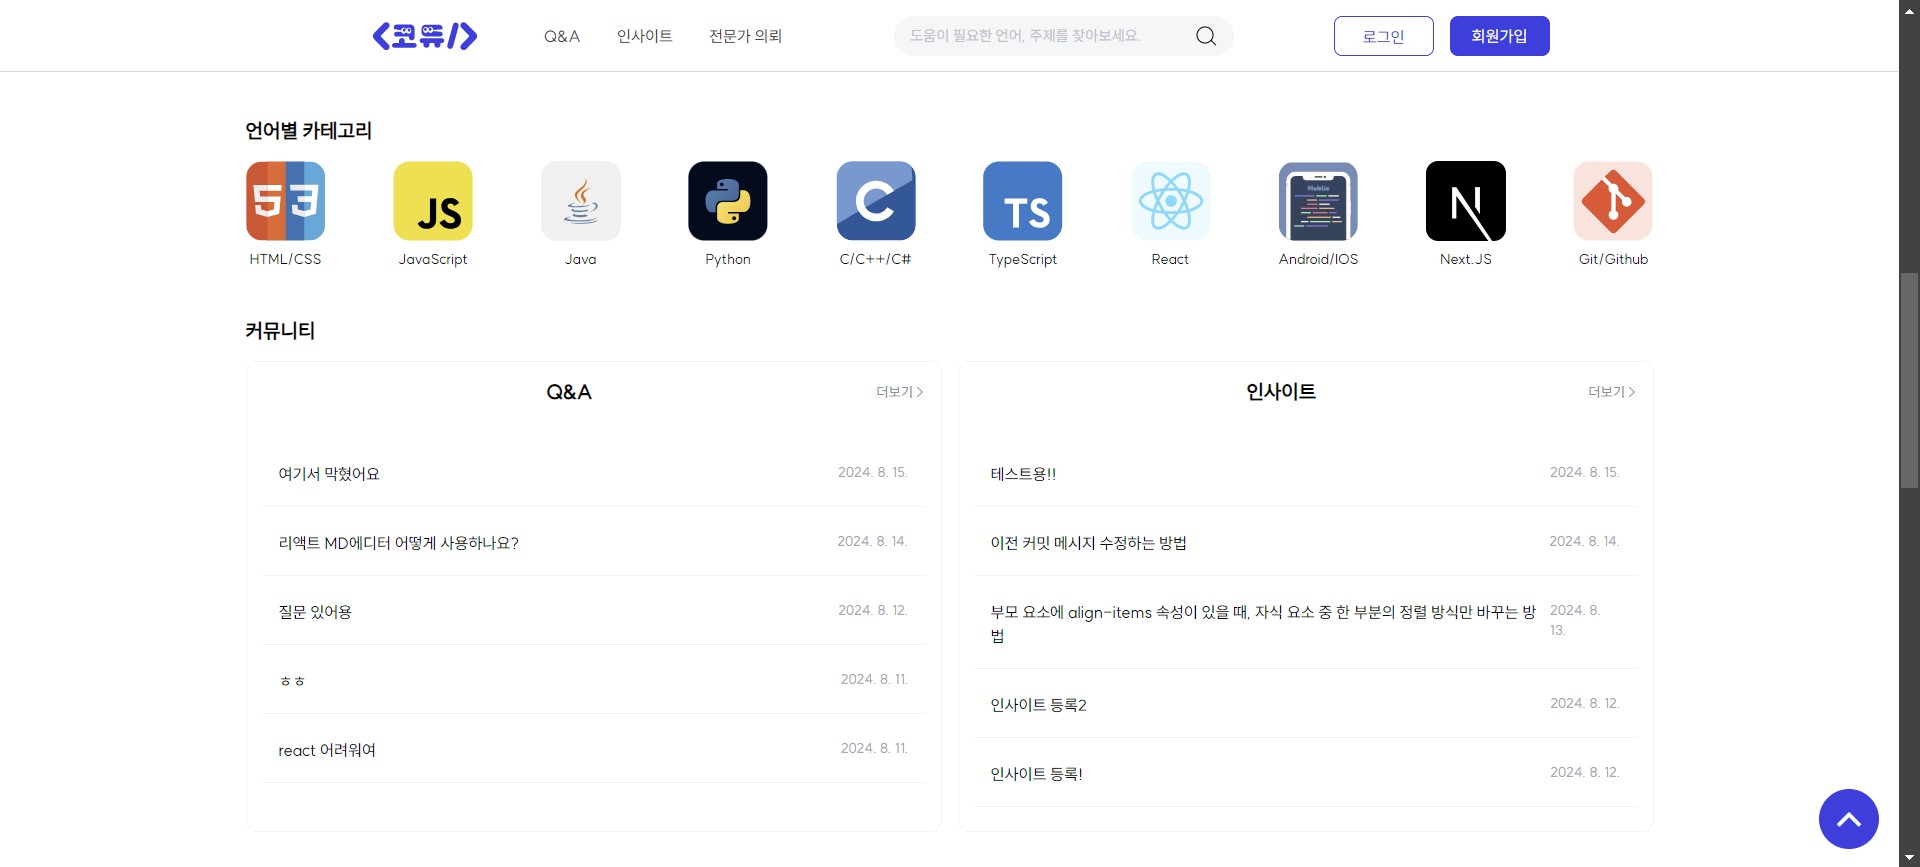 <코듀/>
Q&A 인사이트 전문가 의뢰 도움이 필요한 언어, 주제를 찾아보세요. 로그인 회원가입
언어별 카테고리
JS
C
TS
Mobile
N
HTML/CSS JavaScript Java Python C/C++/C# TypeScript React Android/IOS Next.JS Git/Github
커뮤니티
Q&A 더보기 >
여기서 막혔어요 2024. 8. 15.
리액트 MD에디터 어떻게 사용하나요? 2024. 8. 14.
질문 있어용 2024. 8. 12.
ㅎㅎ 2024. 8. 11.
react 어려워여 2024. 8. 11.
인사이트 더보기 >
테스트용!! 2024. 8. 15.
이전 커밋 메시지 수정하는 방법 2024. 8. 14.
부모 요소에 align-items 속성이 있을 때, 자식 요소 중 한 부분의 정렬 방식만 바꾸는 방 2024. 8.
법 13.
인사이트 등록2 2024. 8. 12.
인사이트 등록! 2024. 8. 12.